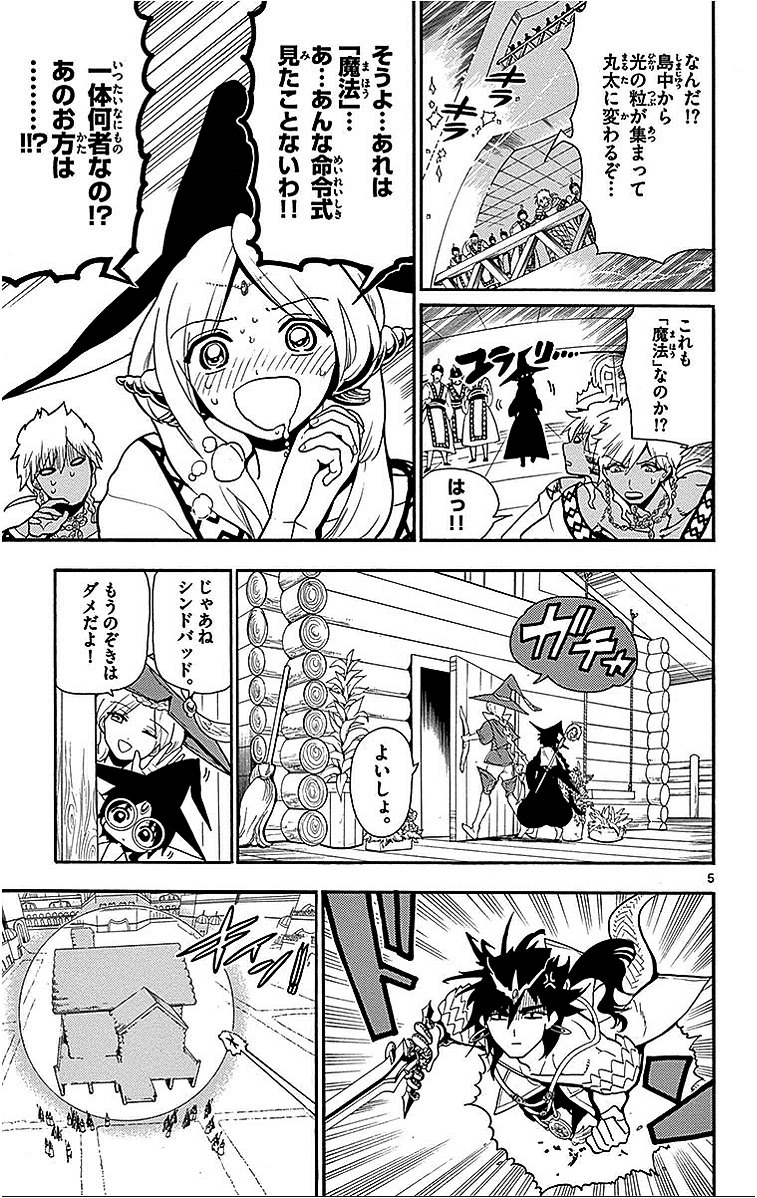 なんだ!?
島中から
光の粒が集まって
丸太に変わるぞ…
キラ
キラ
これも
「魔法」なのか!?
ユラァ……
はっ!!
そうよ…あれは
「魔法」…
あ…あんな命令式
見たことないわ!!
一体何者なの!?
あのお方は
………!!?
ガチャ
よいしょ。
じゃあね
シンドバッド。
もうのぞきは
ダメだよ!
5